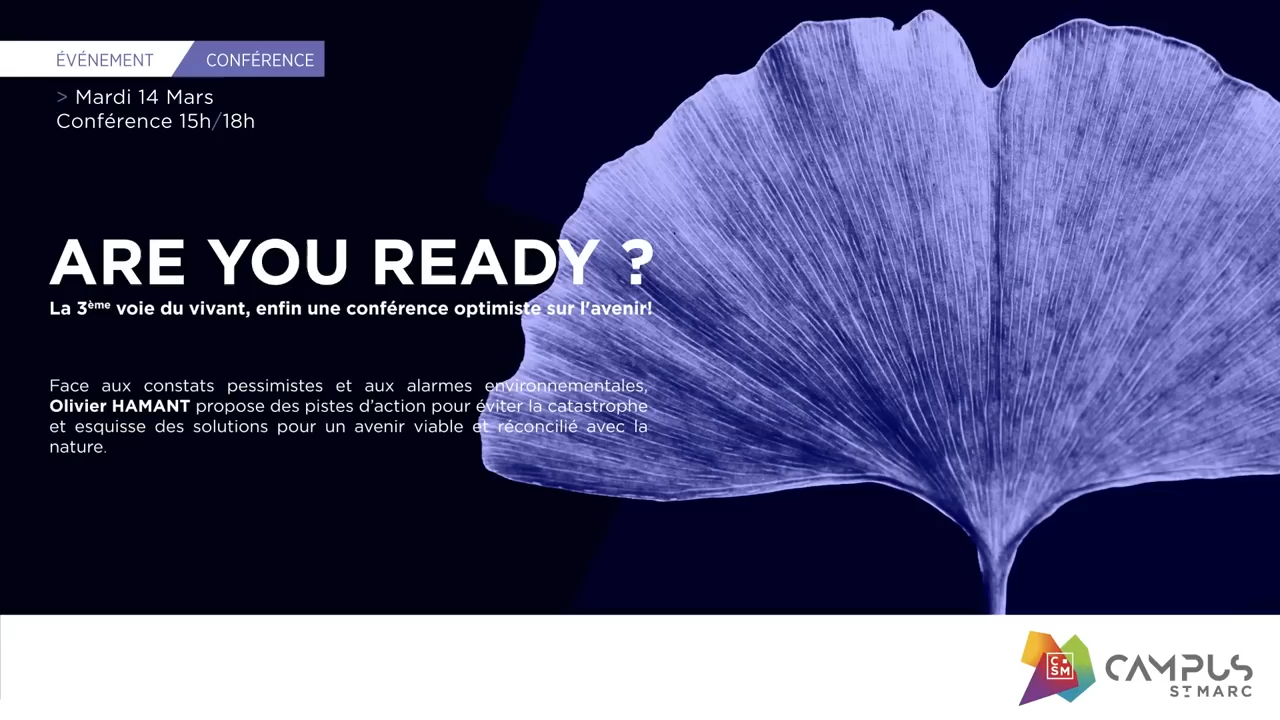 ÉVÉNEMENT CONFÉRENCE
> Mardi 14 Mars
Conférence 15h/18h
ARE YOU READY ?
La 3ème voie du vivant, enfin une conférence optimiste sur l'avenir!
Face aux constats pessimistes et aux alarmes environnementales,
Olivier HAMANT propose des pistes d’action pour éviter la catastrophe
et esquisse des solutions pour un avenir viable et réconcilié avec la
nature.
CSM
CAMPUS
ST MARC